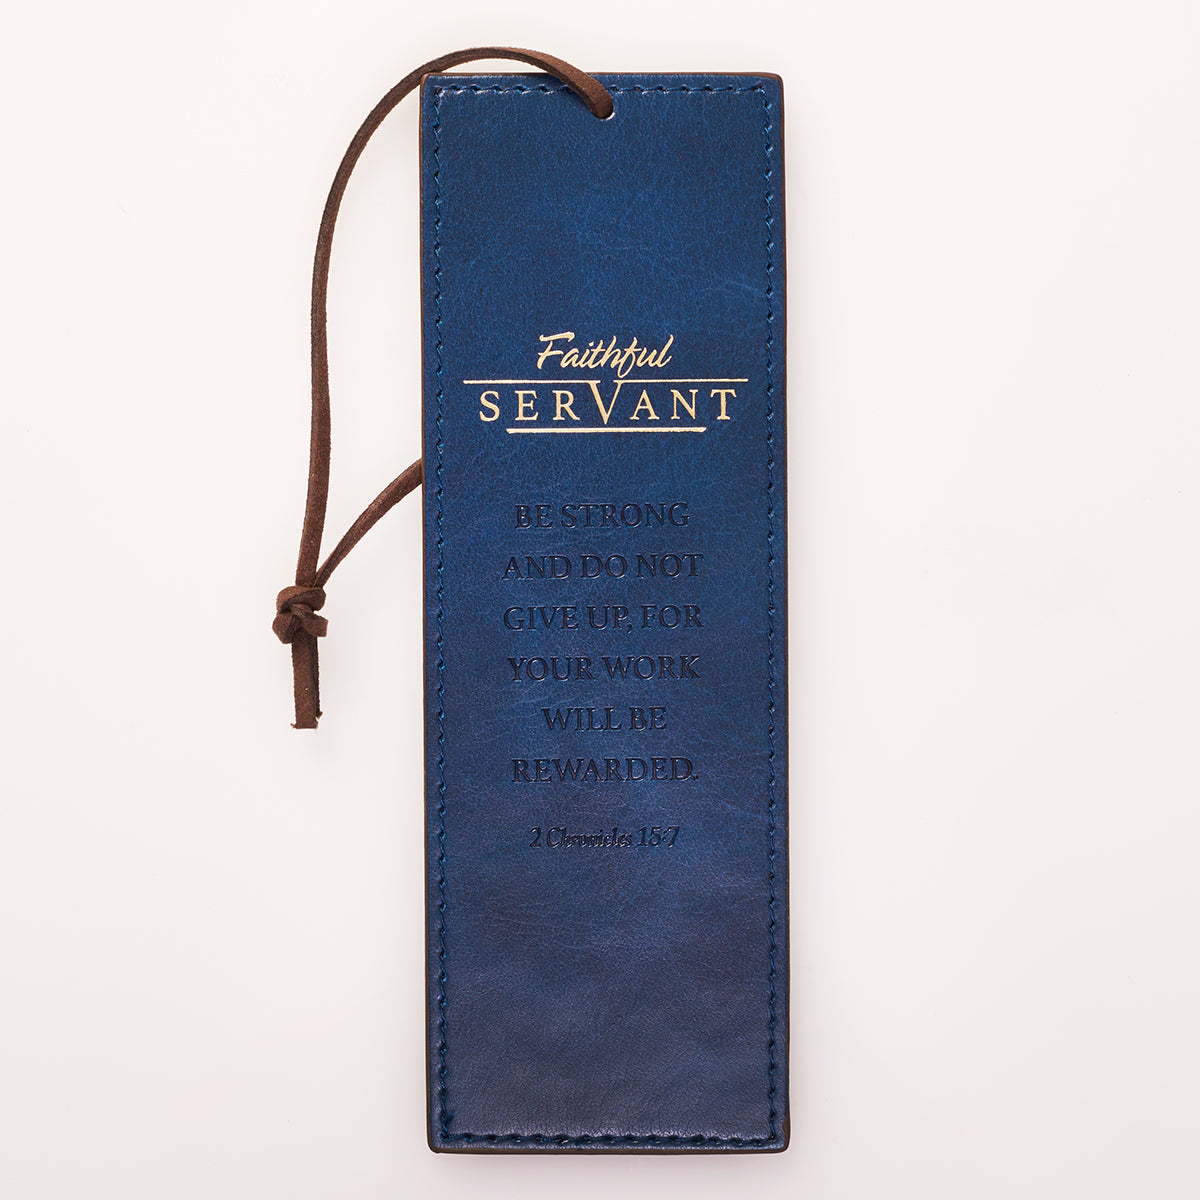 Faithful
SERVANT
BE STRONG
AND DO NOT
GIVE UP, FOR
YOUR WORK
WILL BE
REWARDED.
2 Chronicles 15:7